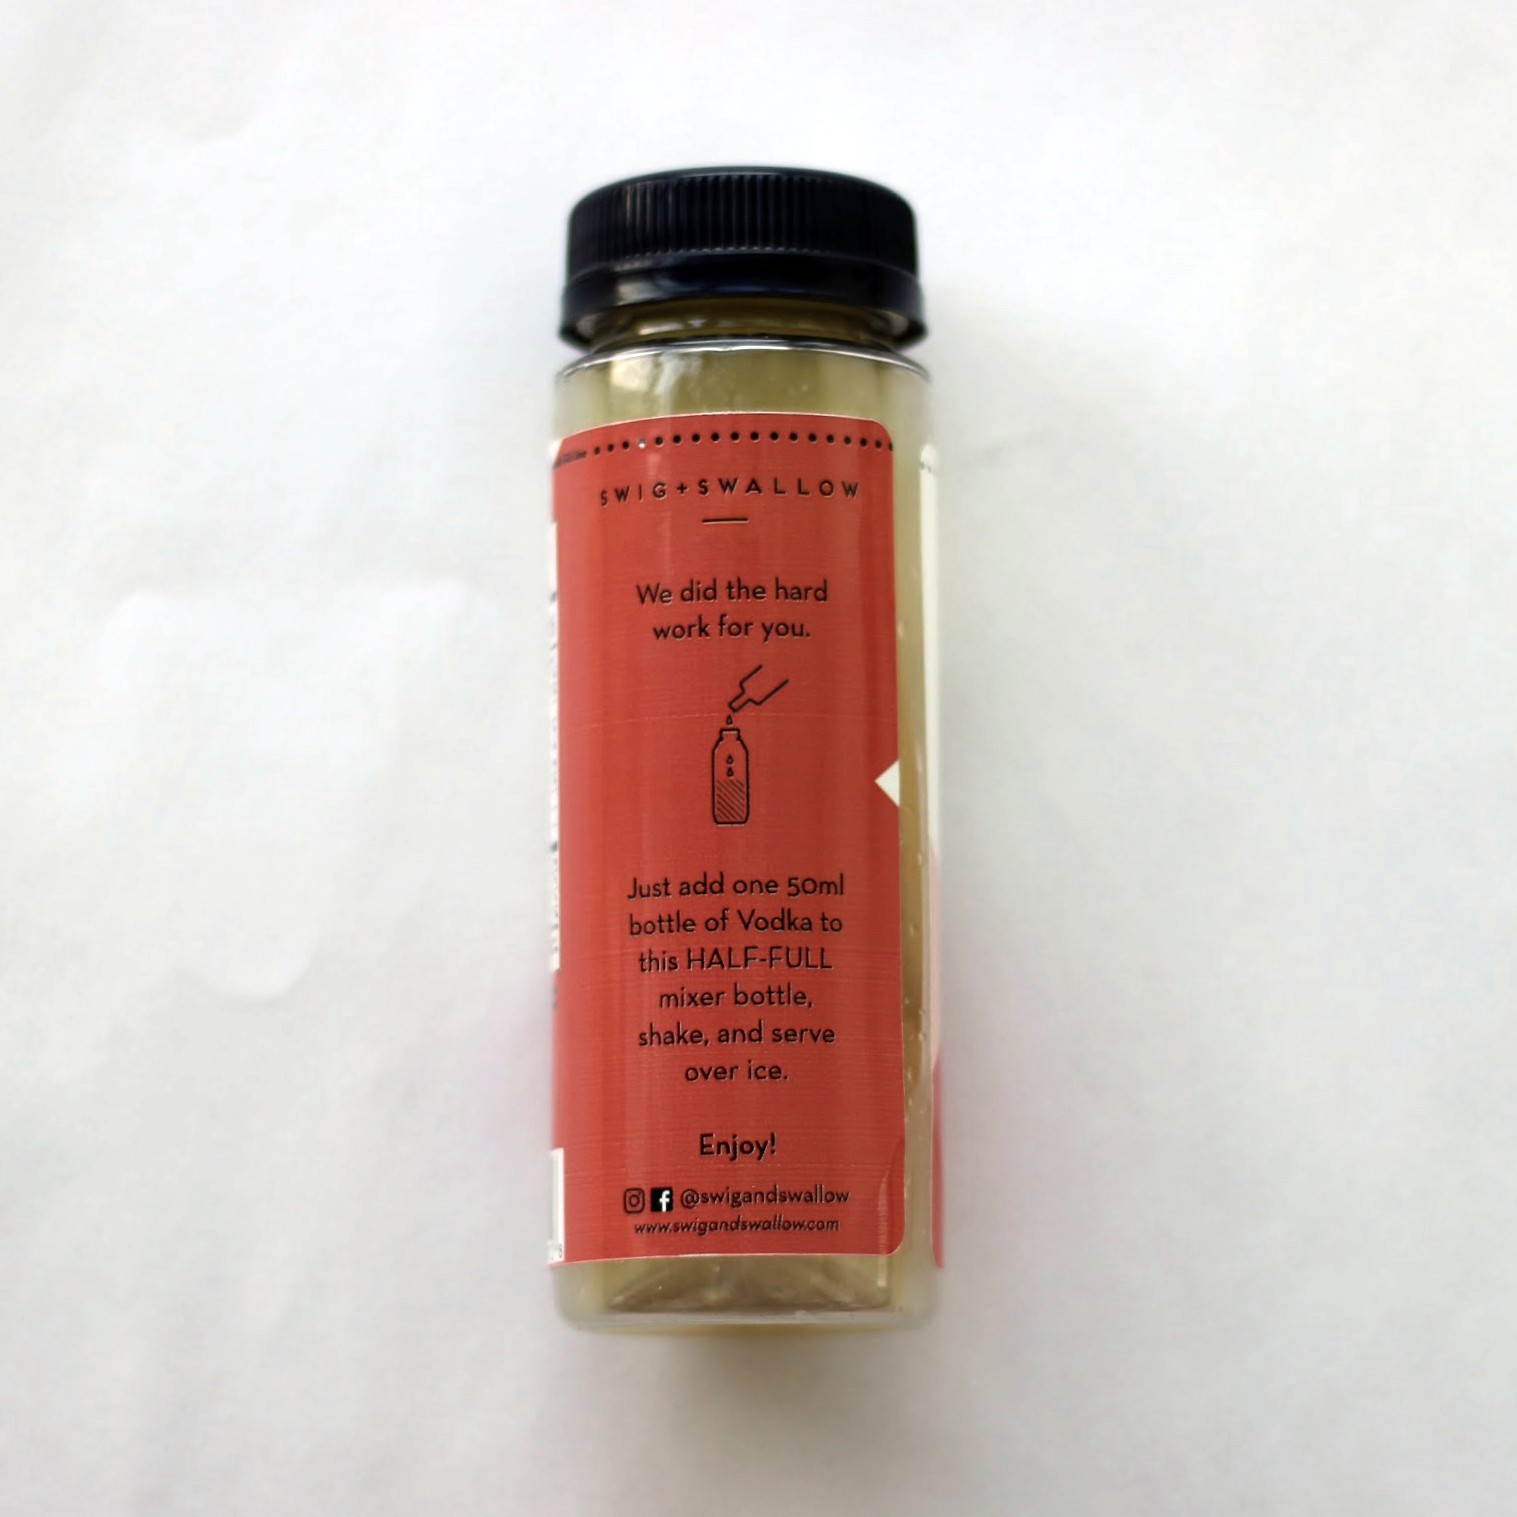 SWIG+SWALLOW
We did the hard
work for you.
Just add one 50ml
bottle of Vodka to
this HALF-FULL
mixer bottle,
shake, and serve
over ice.
Enjoy!
@swigandswallow
www.swigandswallow.com